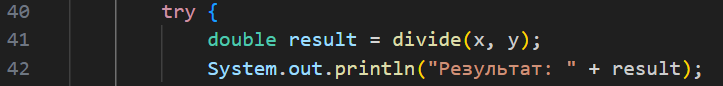 40 try {
41 double result = divide(x, y);
42 System.out.println("Результат: " + result);